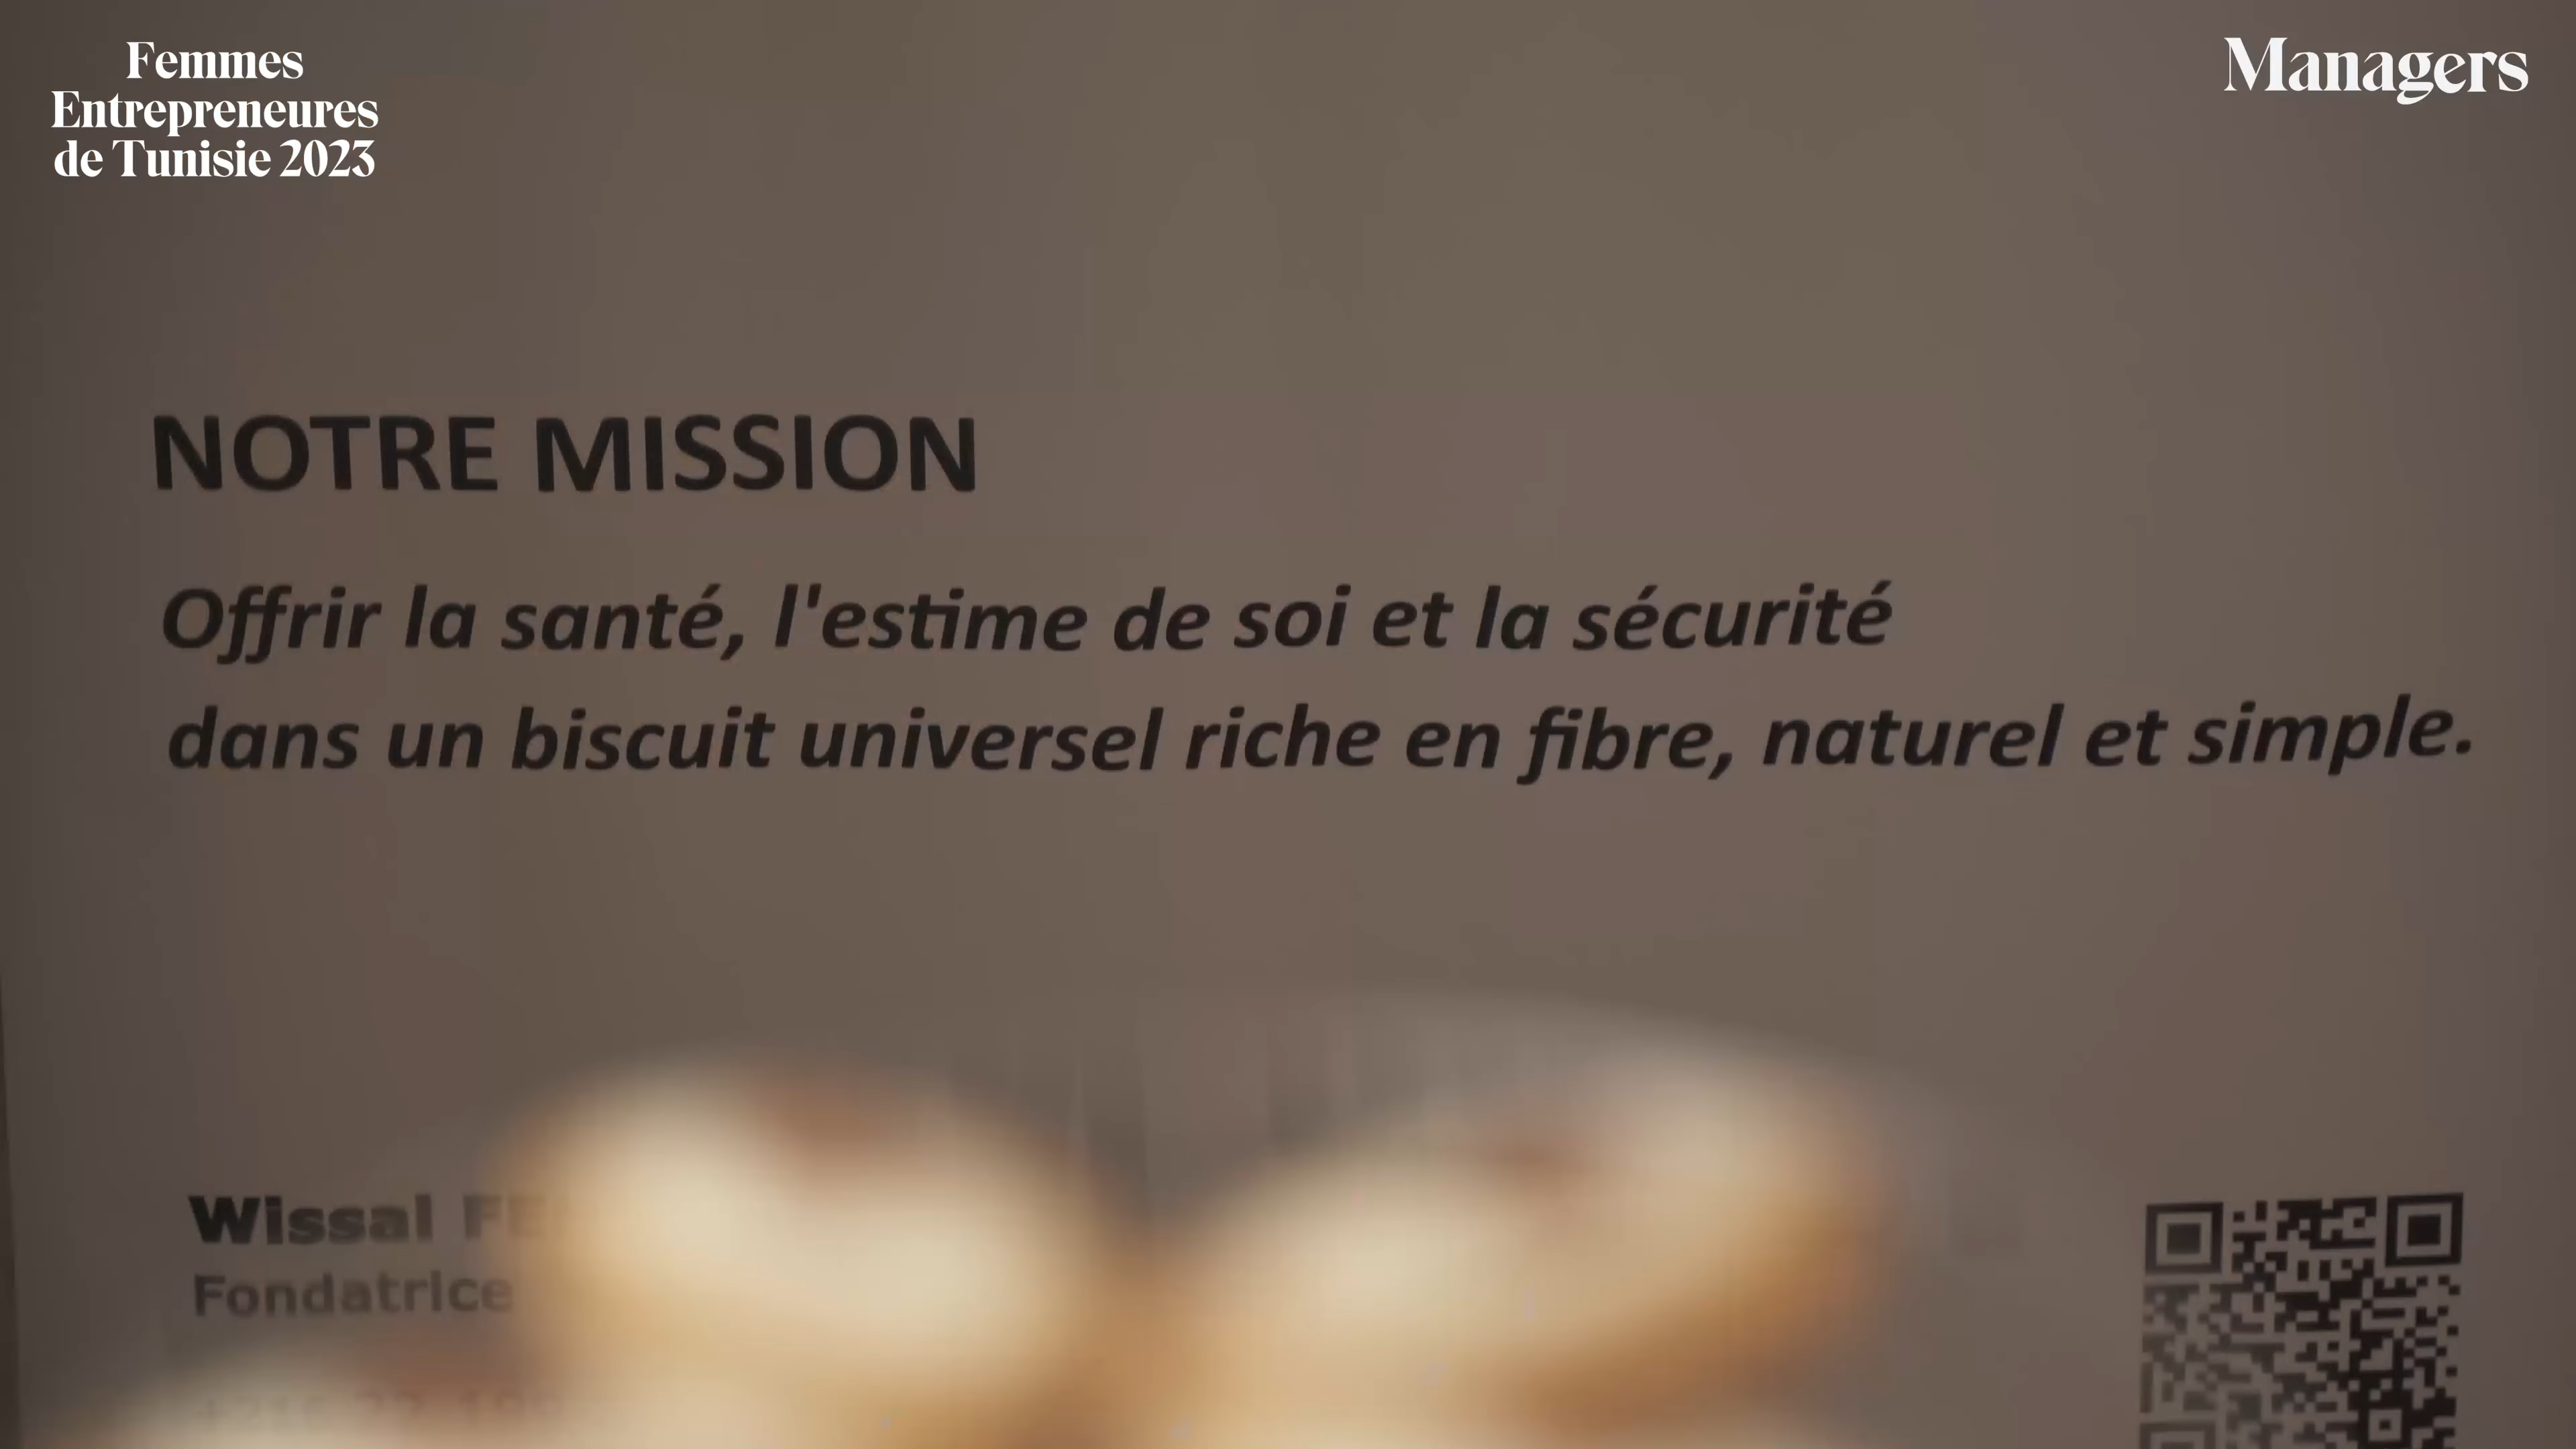 Femmes
Entrepreneures
de Tunisie 2023
Managers
NOTRE MISSION
Offrir la santé, l'estime de soi et la sécurité
dans un biscuit universel riche en fibre, naturel et simple.
Wissal
Fondatrice